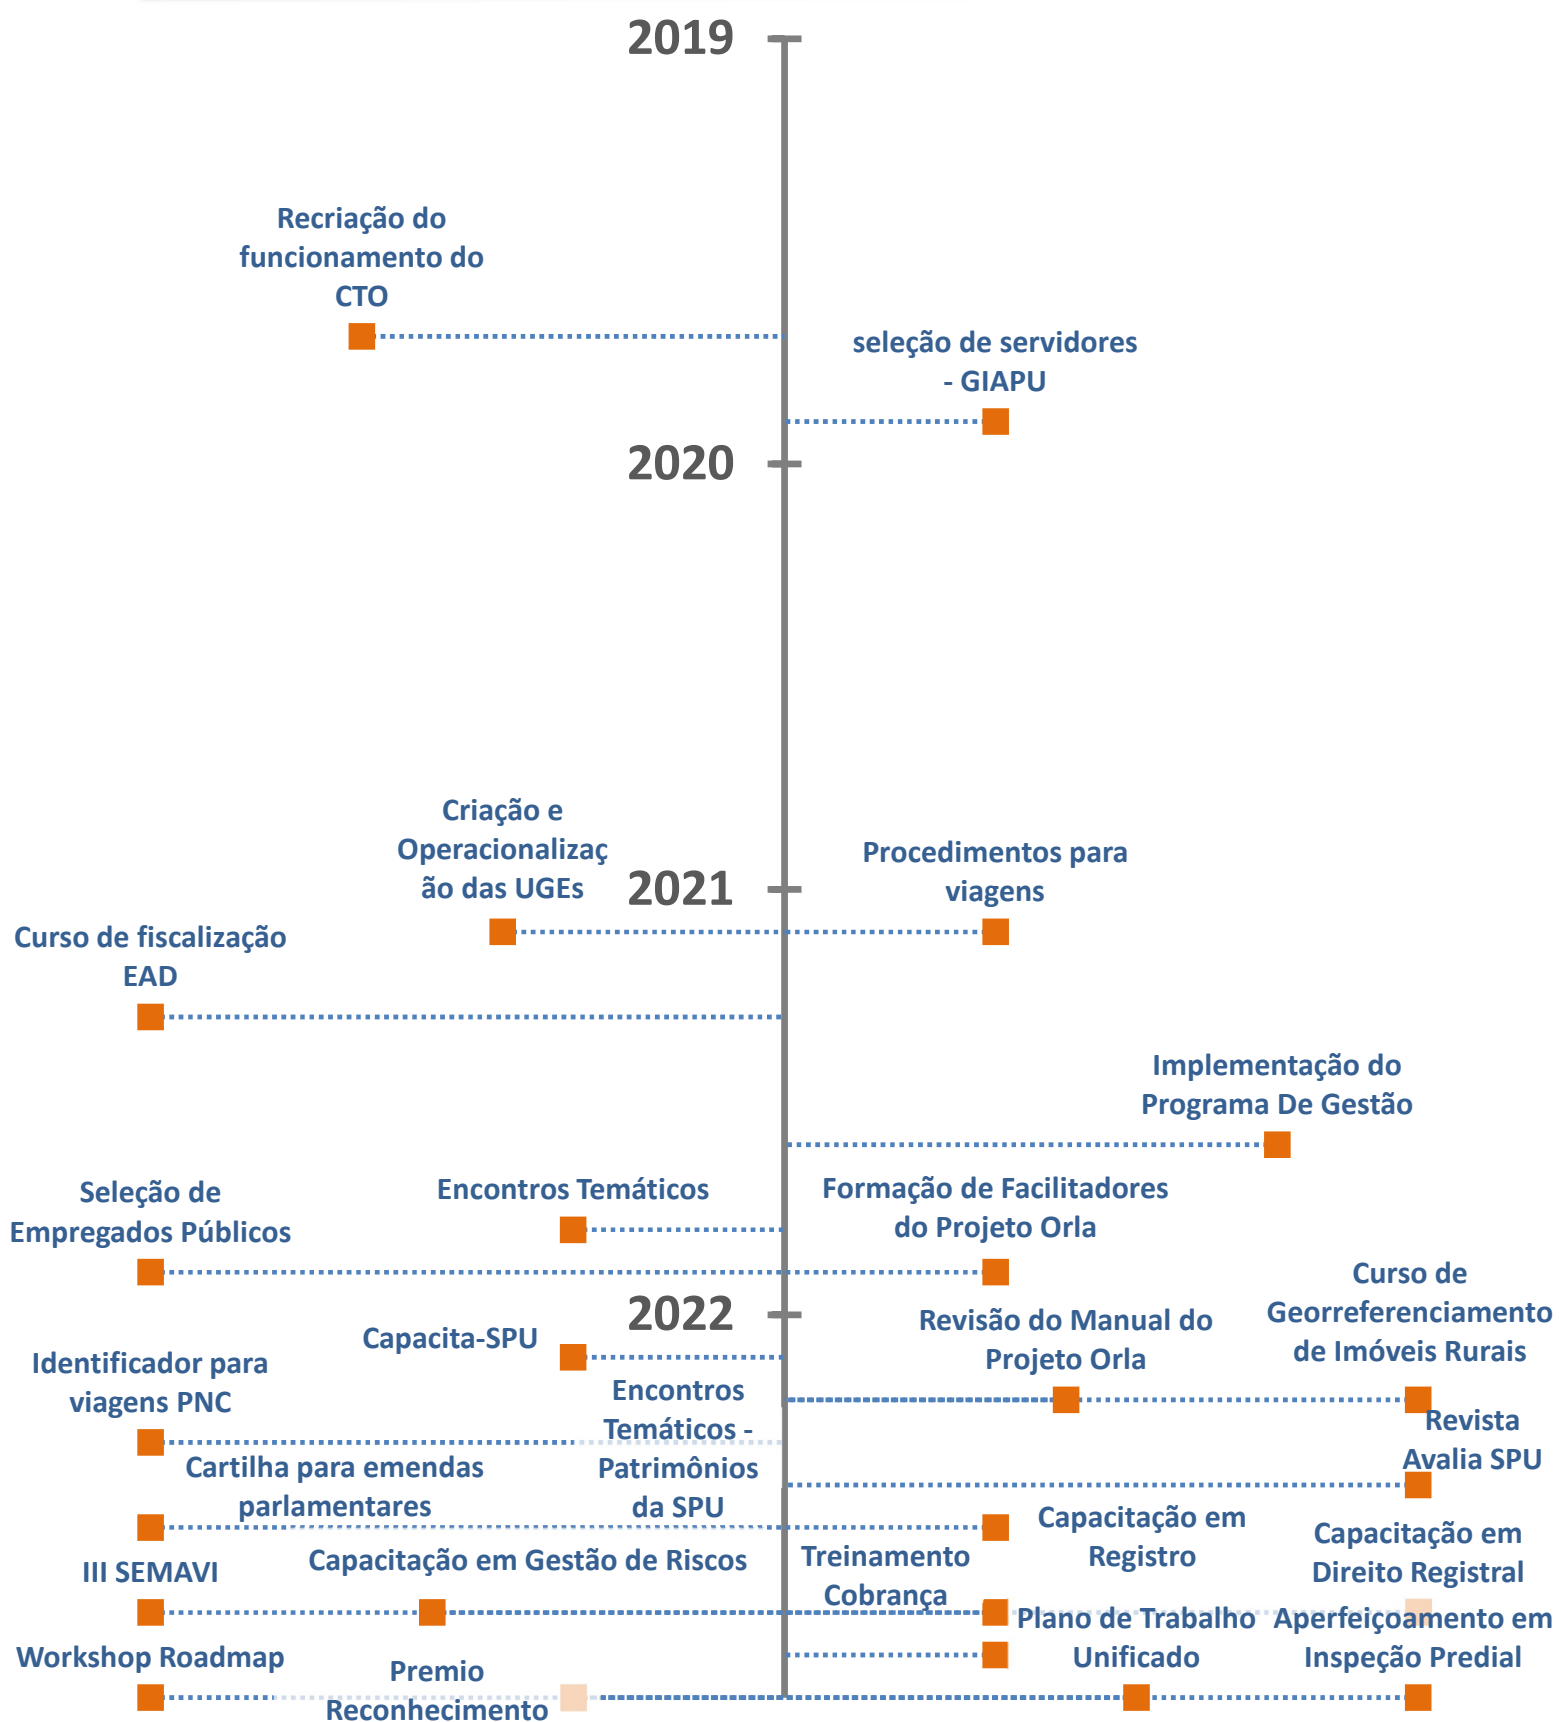 2019
Recriação do
funcionamento do
CTO
seleção de servidores
- GIAPU
2020
Criação e
Operacionalizaç
ão das UGEs
2021
Procedimentos para
viagens
Curso de fiscalização
EAD
Implementação do
Programa De Gestão
Seleção de
Empregados Públicos
Encontros Temáticos
Formação de Facilitadores
do Projeto Orla
2022
Capacita-SPU
Revisão do Manual do
Projeto Orla
Curso de
Georreferenciamento
de Imóveis Rurais
Identificador para
viagens PNC
Encontros
Temáticos -
Patrimônios
da SPU
Revista
Avalia SPU
Cartilha para emendas
parlamentares
Capacitação em
Registro
Capacitação em
Direito Registral
III SEMAVI
Capacitação em Gestão de Riscos
Treinamento
Cobrança
Plano de Trabalho
Unificado
Aperfeiçoamento em
Inspeção Predial
Workshop Roadmap
Premio
Reconhecimento